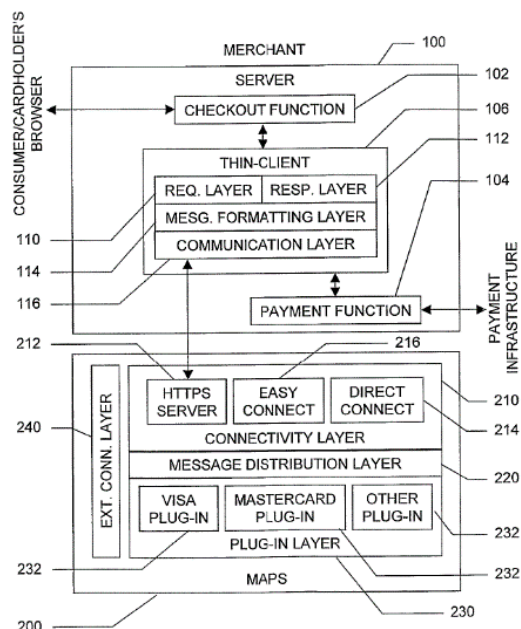 MERCHANT
100
SERVER
102
CONSUMER/CARDHOLDER'S
BROWSER
CHECKOUT FUNCTION
106
THIN-CLIENT
112
REQ. LAYER
RESP. LAYER
110
MESG. FORMATTING LAYER
104
114
COMMUNICATION LAYER
116
PAYMENT FUNCTION
PAYMENT
INFRASTRUCTURE
212
216
240
EXT. CONN. LAYER
HTTPS
SERVER
EASY
CONNECT
DIRECT
CONNECT
210
214
CONNECTIVITY LAYER
MESSAGE DISTRIBUTION LAYER
220
VISA
PLUG-IN
MASTERCARD
PLUG-IN
OTHER
PLUG-IN
232
PLUG-IN LAYER
232
232
MAPS
200
230